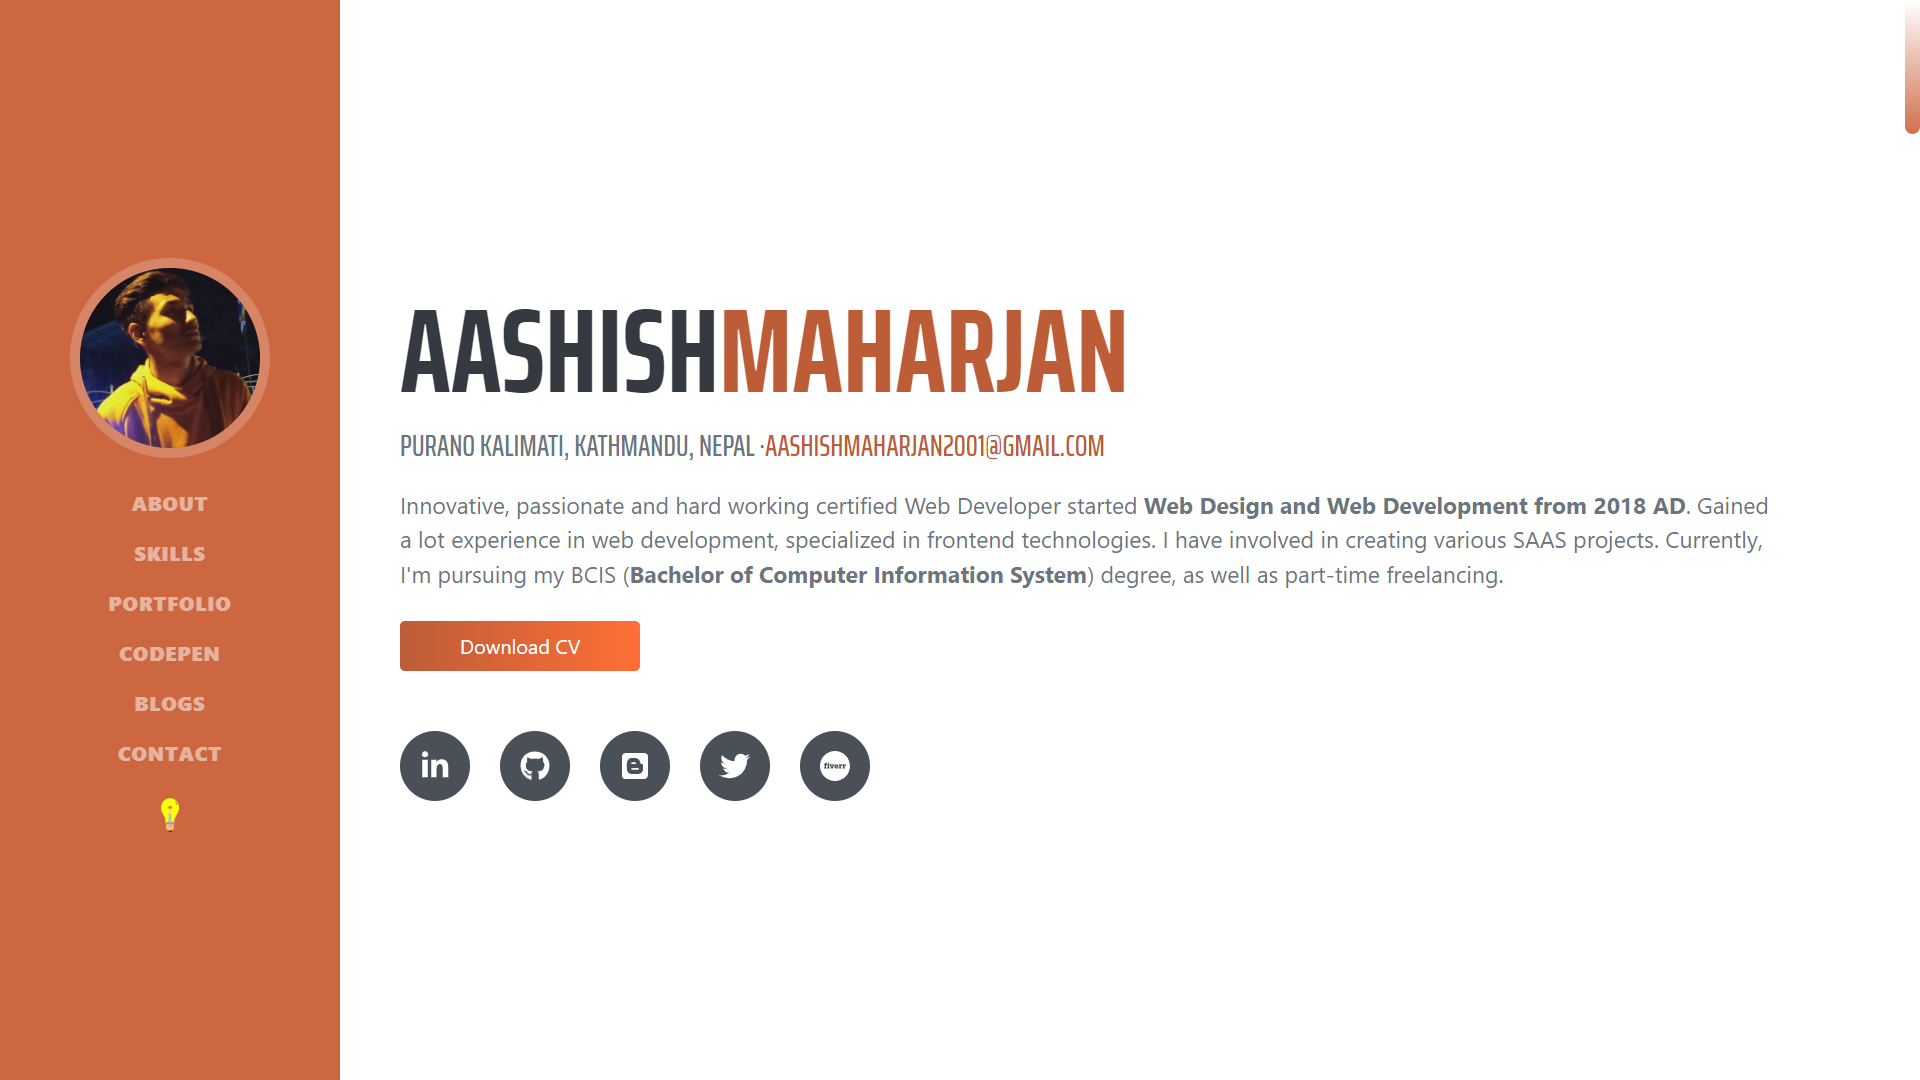 ABOUT
SKILLS
PORTFOLIO
CODEPEN
BLOGS
CONTACT
AASHISHMAHARJAN
PURANO KALIMATI, KATHMANDU, NEPAL ·AASHISHMAHARJAN2001@GMAIL.COM
Innovative, passionate and hard working certified Web Developer started Web Design and Web Development from 2018 AD. Gained
a lot experience in web development, specialized in frontend technologies. I have involved in creating various SAAS projects. Currently,
I'm pursuing my BCIS (Bachelor of Computer Information System) degree, as well as part-time freelancing.
Download CV
in
fiverr